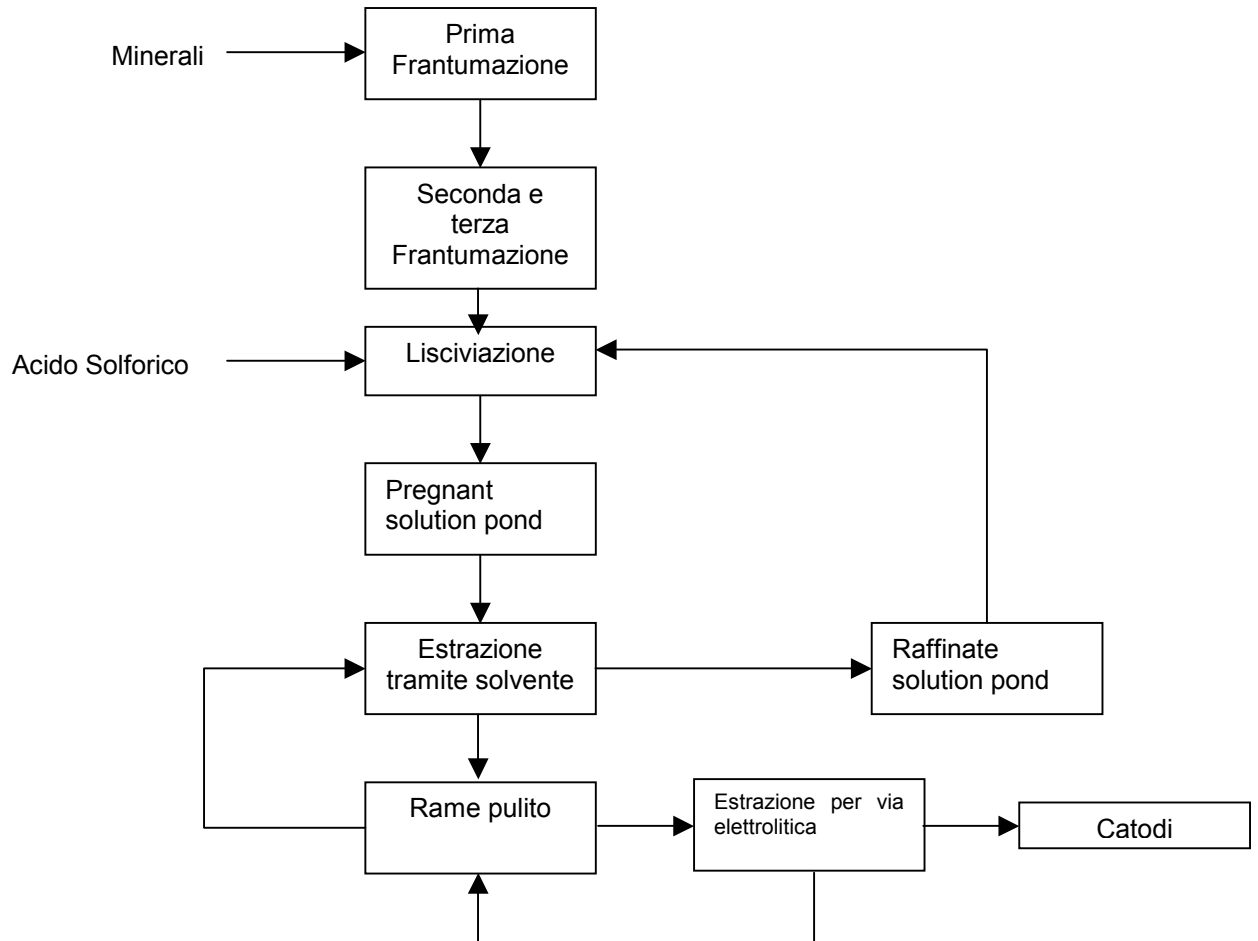 Minerali
Prima
Frantumazione
Seconda e
terza
Frantumazione
Acido Solforico
Lisciviazione
Pregnant
solution pond
Estrazione
tramite solvente
Raffinate
solution pond
Rame pulito
Estrazione per via
elettrolitica
Catodi